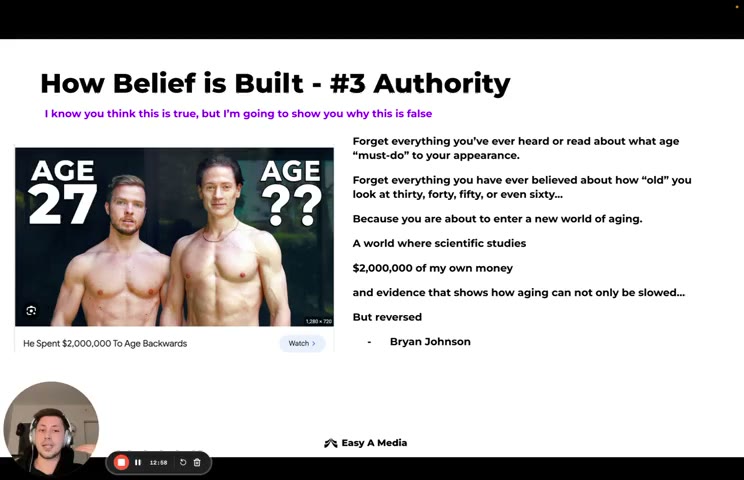 How Belief is Built - #3 Authority
I know you think this is true, but I'm going to show you why this is false
AGE
27
AGE
??
1,280 × 720
He Spent $2,000,000 To Age Backwards
Watch
Forget everything you've ever heard or read about what age
“must-do” to your appearance.
Forget everything you have ever believed about how “old” you
look at thirty, forty, fifty, or even sixty...
Because you are about to enter a new world of aging.
A world where scientific studies
$2,000,000 of my own money
and evidence that shows how aging can not only be slowed...
But reversed
- Bryan Johnson
Easy A Media
12:58